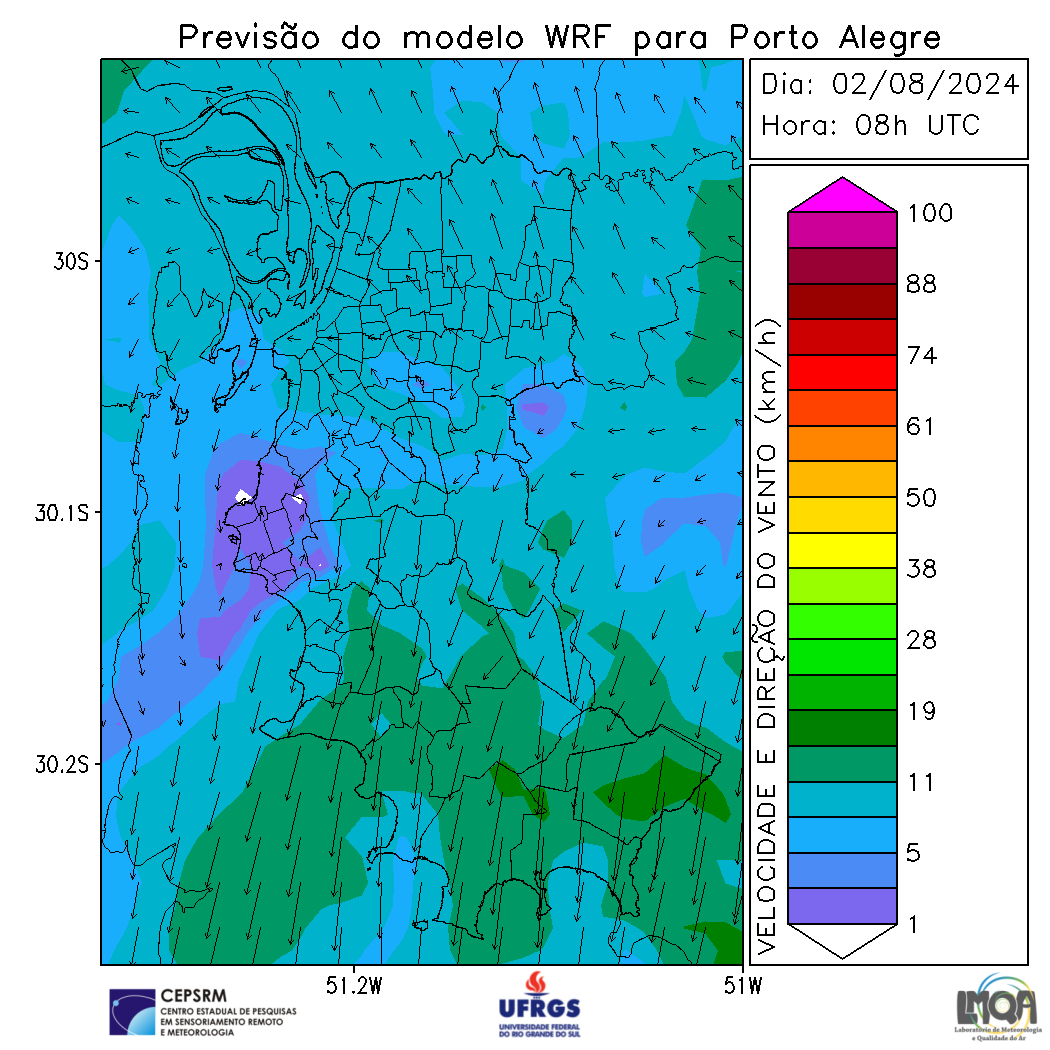 Previsão do modelo WRF para Porto Alegre
Dia: 02/08/2024
Hora: 08h UTC
30S
30.1S
30.2S
51.2W
51W
VELOCIDADE E DIREÇÃO DO VENTO (km/h)
100
88
74
61
50
38
28
19
11
5
1
CEPSRM
CENTRO ESTADUAL DE PESQUISAS
EM SENSORIAMENTO REMOTO
E METEOROLOGIA
UFRGS
UNIVERSIDADE FEDERAL
DO RIO GRANDE DO SUL
LMQA
Laboratório de Meteorologia
e Qualidade do Ar